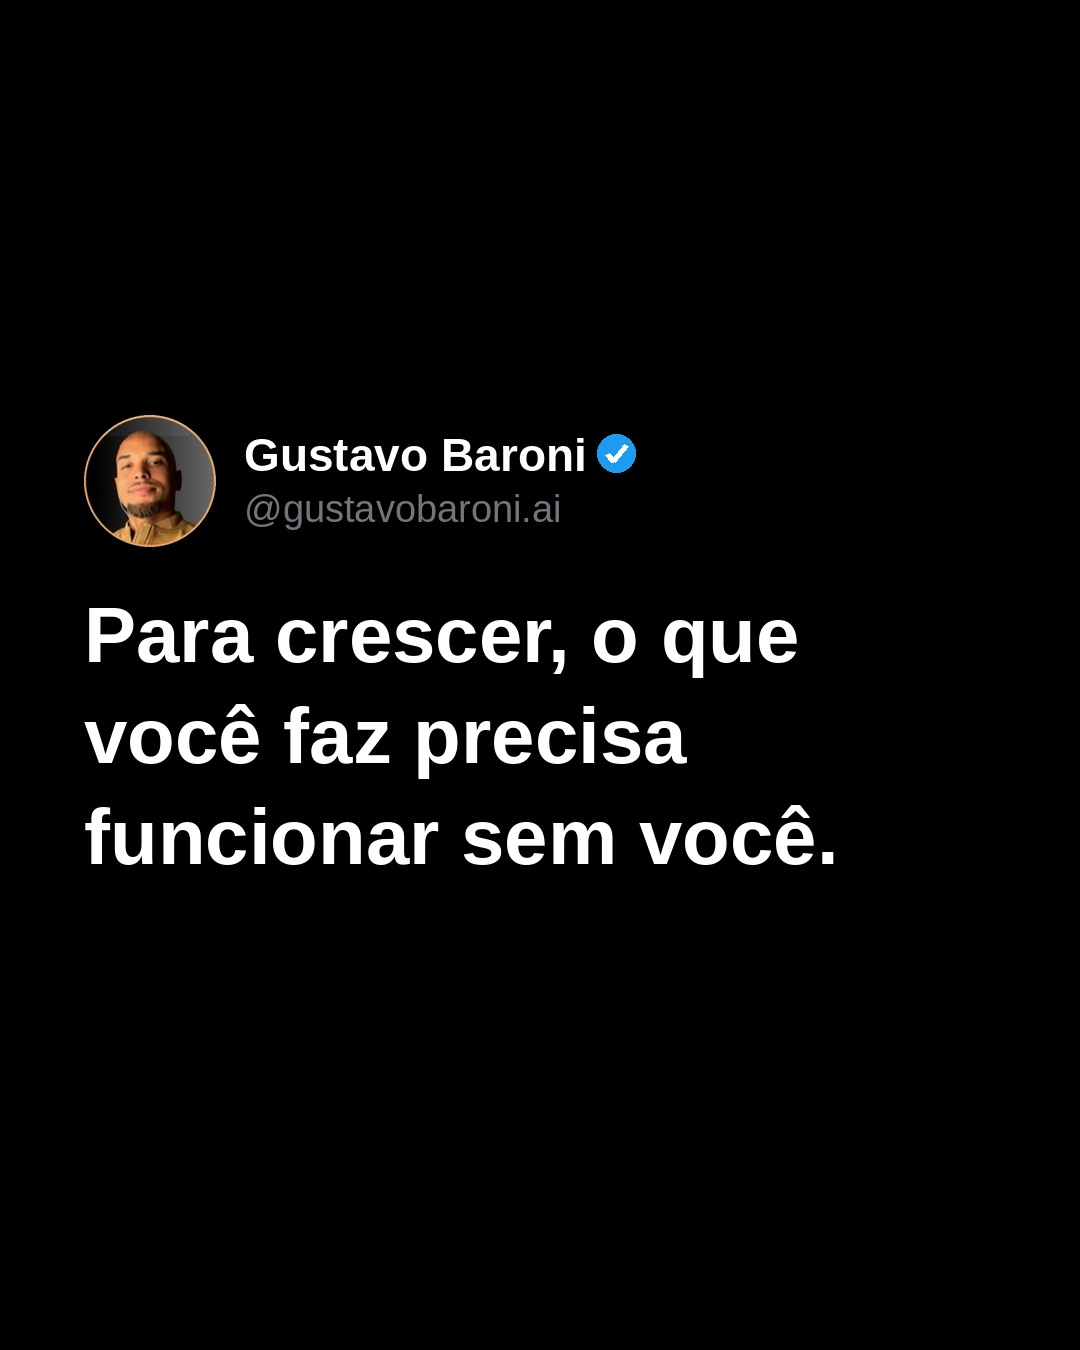 Gustavo Baroni
@gustavobaroni.ai
Para crescer, o que
você faz precisa
funcionar sem você.